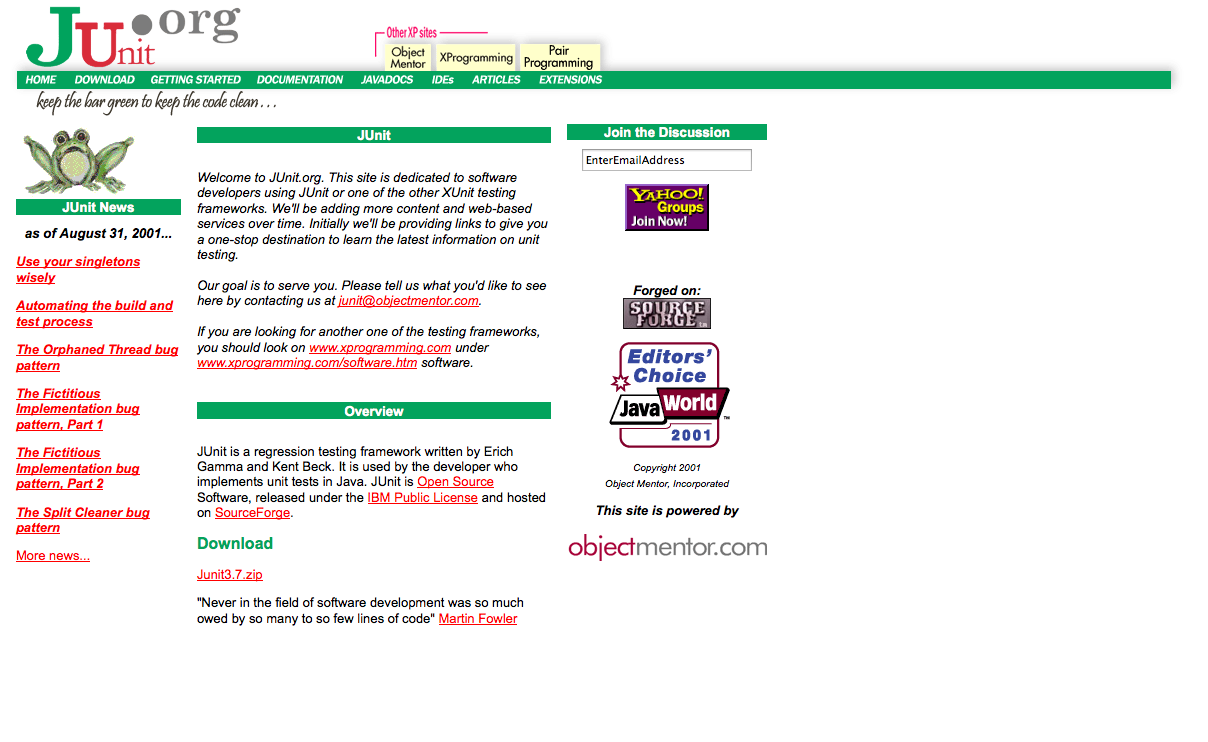 JUnit.org
Other XP sites
Object Mentor
XProgramming
Pair Programming
HOME DOWNLOAD GETTING STARTED DOCUMENTATION JAVADOCS IDEs ARTICLES EXTENSIONS
keep the bar green to keep the code clean . . .
JUnit News
as of August 31, 2001...
Use your singletons
wisely
Automating the build and
test process
The Orphaned Thread bug
pattern
The Fictitious
Implementation bug
pattern, Part 1
The Fictitious
Implementation bug
pattern, Part 2
The Split Cleaner bug
pattern
More news...
JUnit
Welcome to JUnit.org. This site is dedicated to software
developers using JUnit or one of the other XUnit testing
frameworks. We'll be adding more content and web-based
services over time. Initially we'll be providing links to give you
a one-stop destination to learn the latest information on unit
testing.
Our goal is to serve you. Please tell us what you'd like to see
here by contacting us at junit@objectmentor.com.
If you are looking for another one of the testing frameworks,
you should look on www.xprogramming.com under
www.xprogramming.com/software.htm software.
Overview
JUnit is a regression testing framework written by Erich
Gamma and Kent Beck. It is used by the developer who
implements unit tests in Java. JUnit is Open Source
Software, released under the IBM Public License and hosted
on SourceForge.
Download
Junit3.7.zip
"Never in the field of software development was so much
owed by so many to so few lines of code" Martin Fowler
Join the Discussion
EnterEmailAddress
YAHOO!
Groups
Join Now!
Forged on:
SOURCE
FORGE™
Editors'
Choice
JavaWorld™
2001
Copyright 2001
Object Mentor, Incorporated
This site is powered by
objectmentor.com